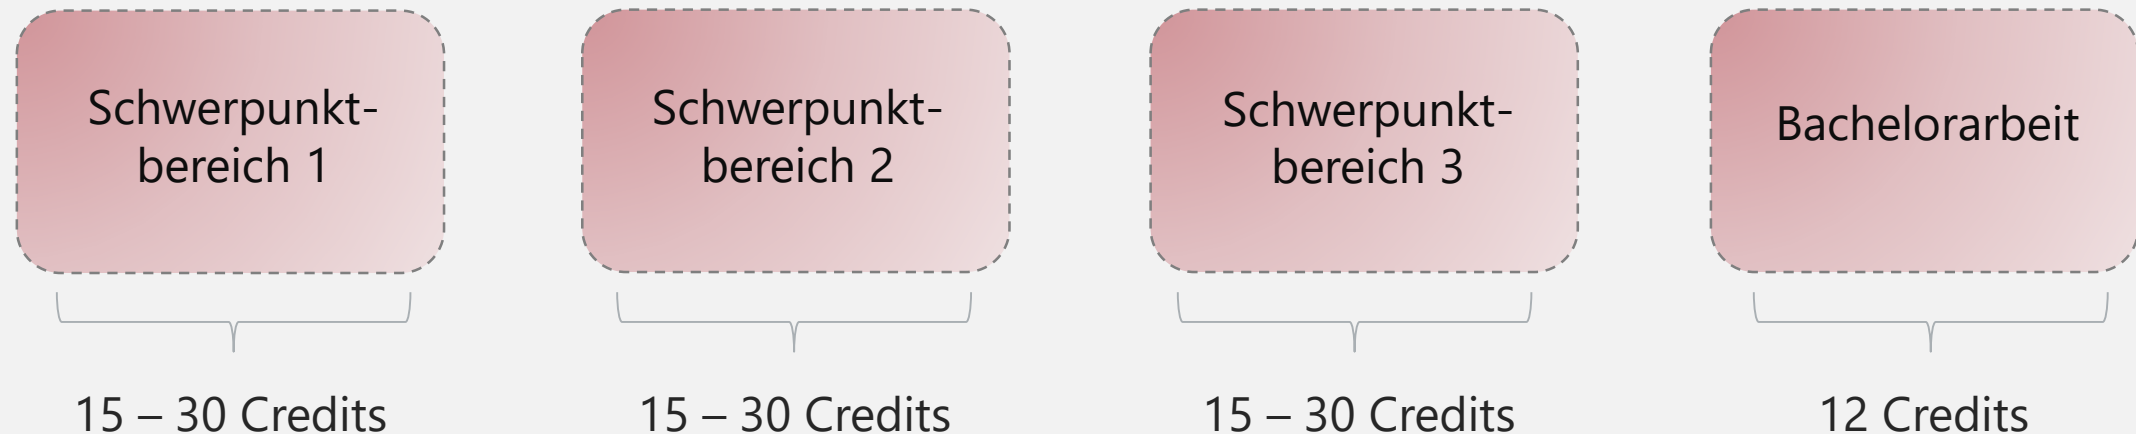 Schwerpunkt-
bereich 1
Schwerpunkt-
bereich 2
Schwerpunkt-
bereich 3
Bachelorarbeit
15 – 30 Credits
15 – 30 Credits
15 – 30 Credits
12 Credits